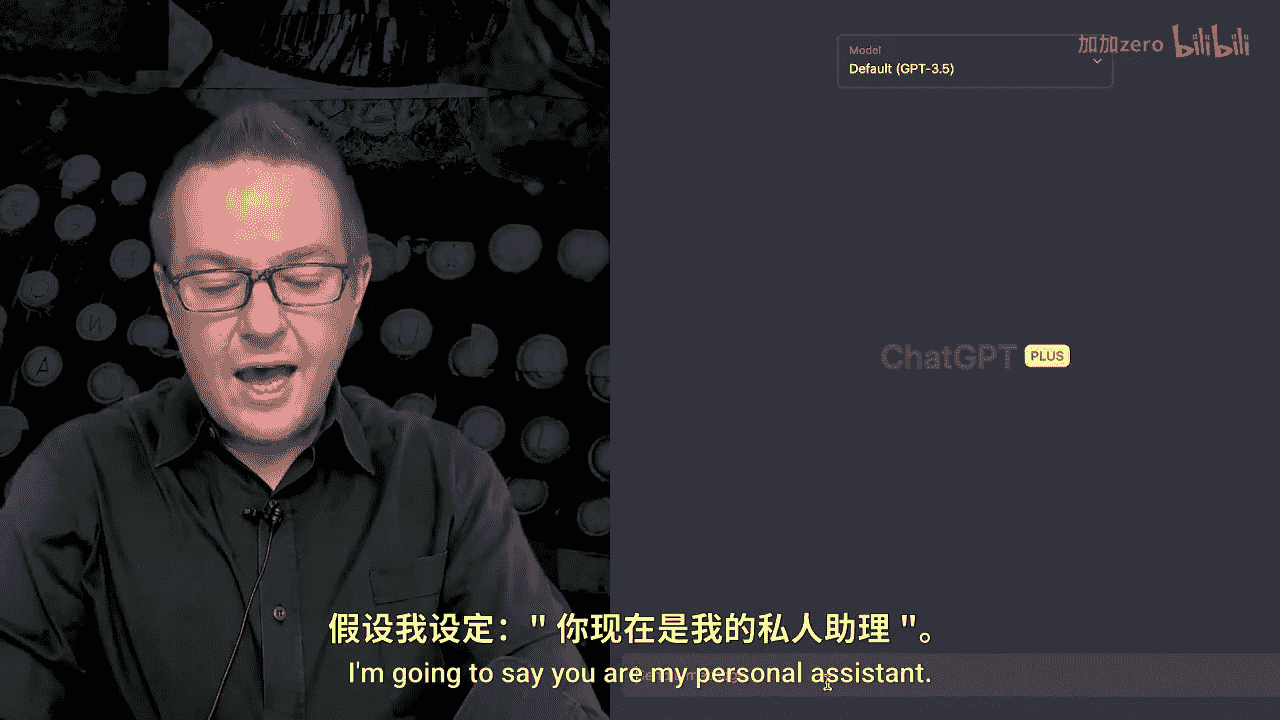 Model
Default (GPT-3.5)
加加zero bilibili
ChatGPT PLUS
假设我设定：" 你现在是我的私人助理 "。
I'm going to say you are my personal assistant.